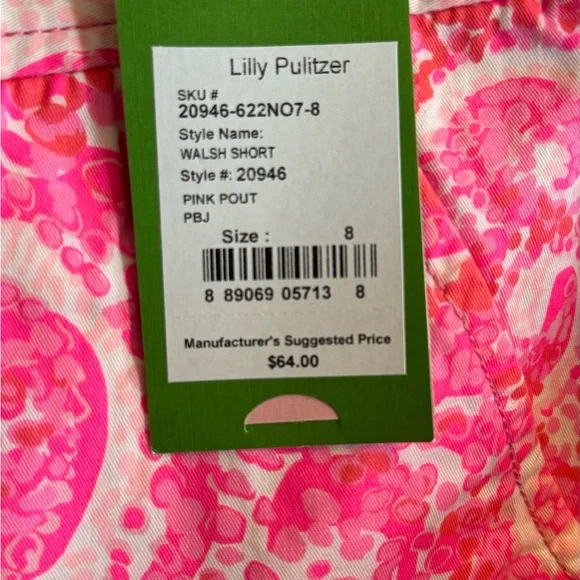 Lilly Pulitzer
SKU #
20946-622NO7-8
Style Name:
WALSH SHORT
Style #: 20946
PINK POUT
PBJ
Size : 8
8 89069 05713 8
Manufacturer's Suggested Price
$64.00